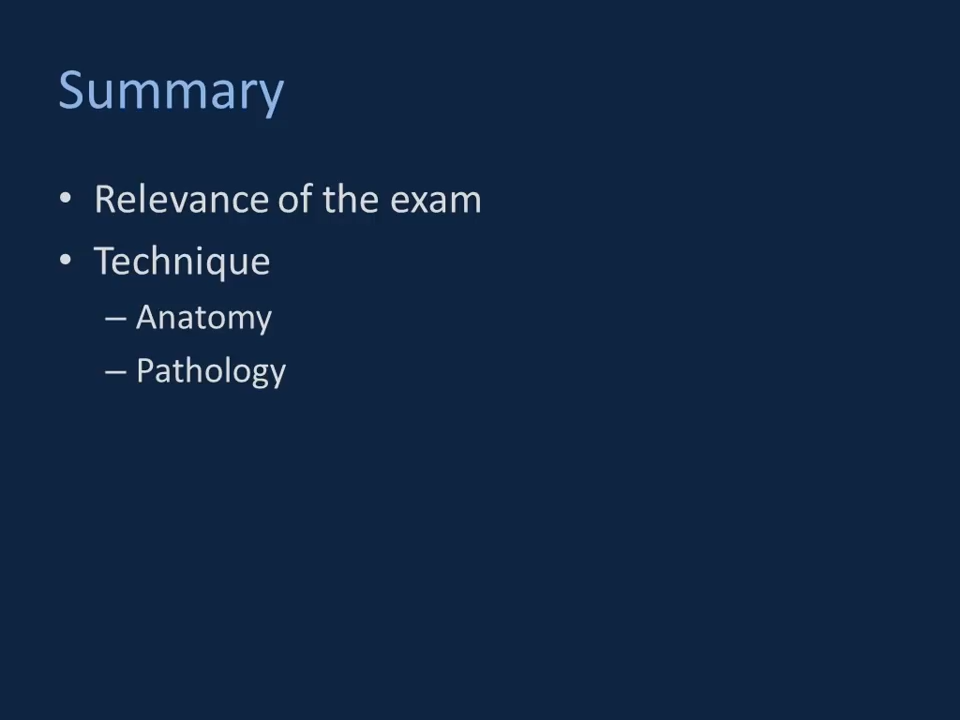 Summary
• Relevance of the exam
• Technique
– Anatomy
– Pathology